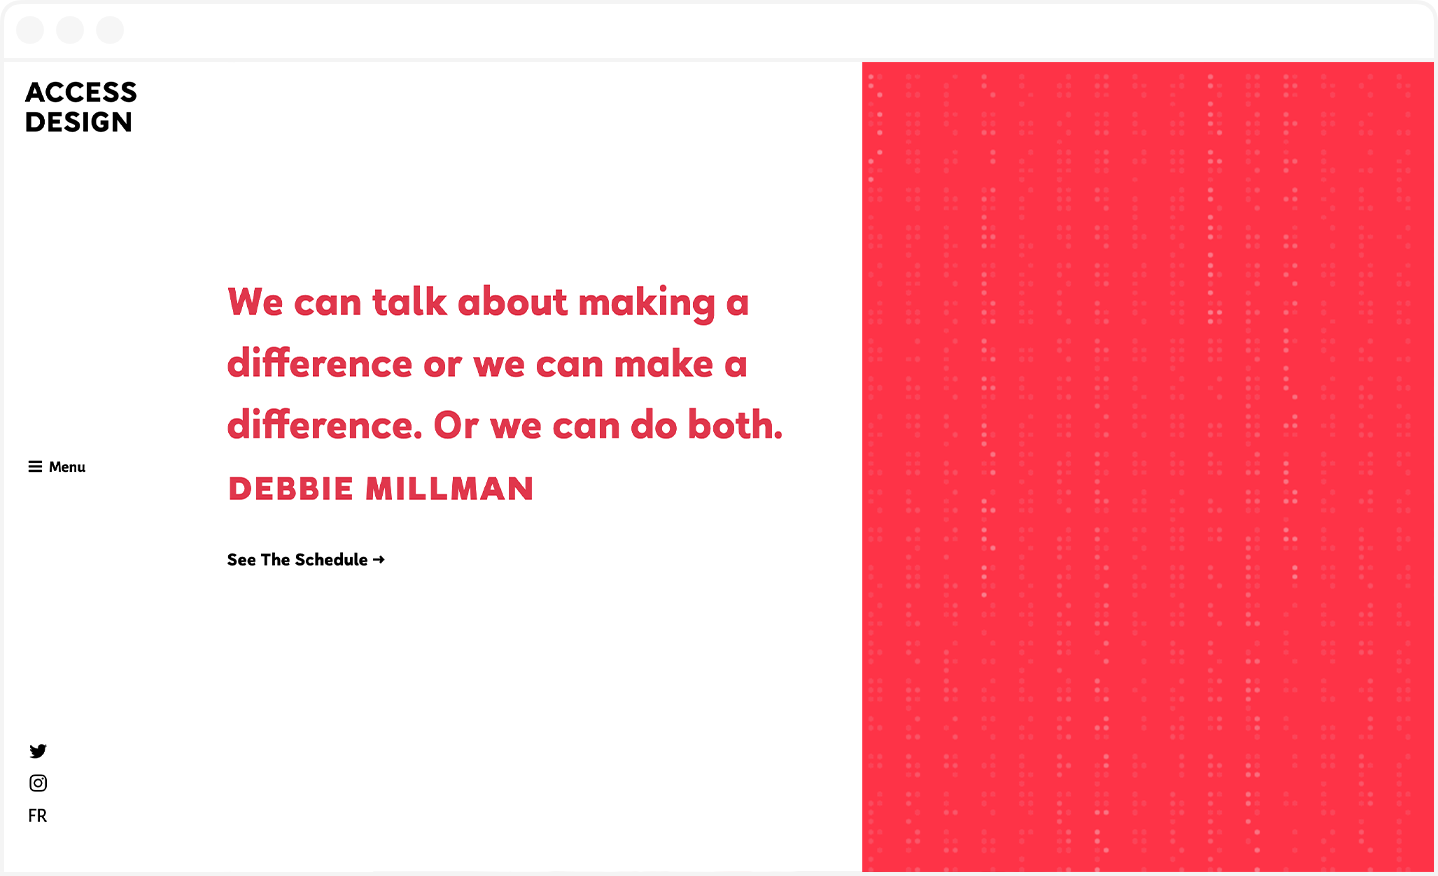 ACCESS
DESIGN
We can talk about making a
difference or we can make a
difference. Or we can do both.
DEBBIE MILLMAN
Menu
See The Schedule →
FR